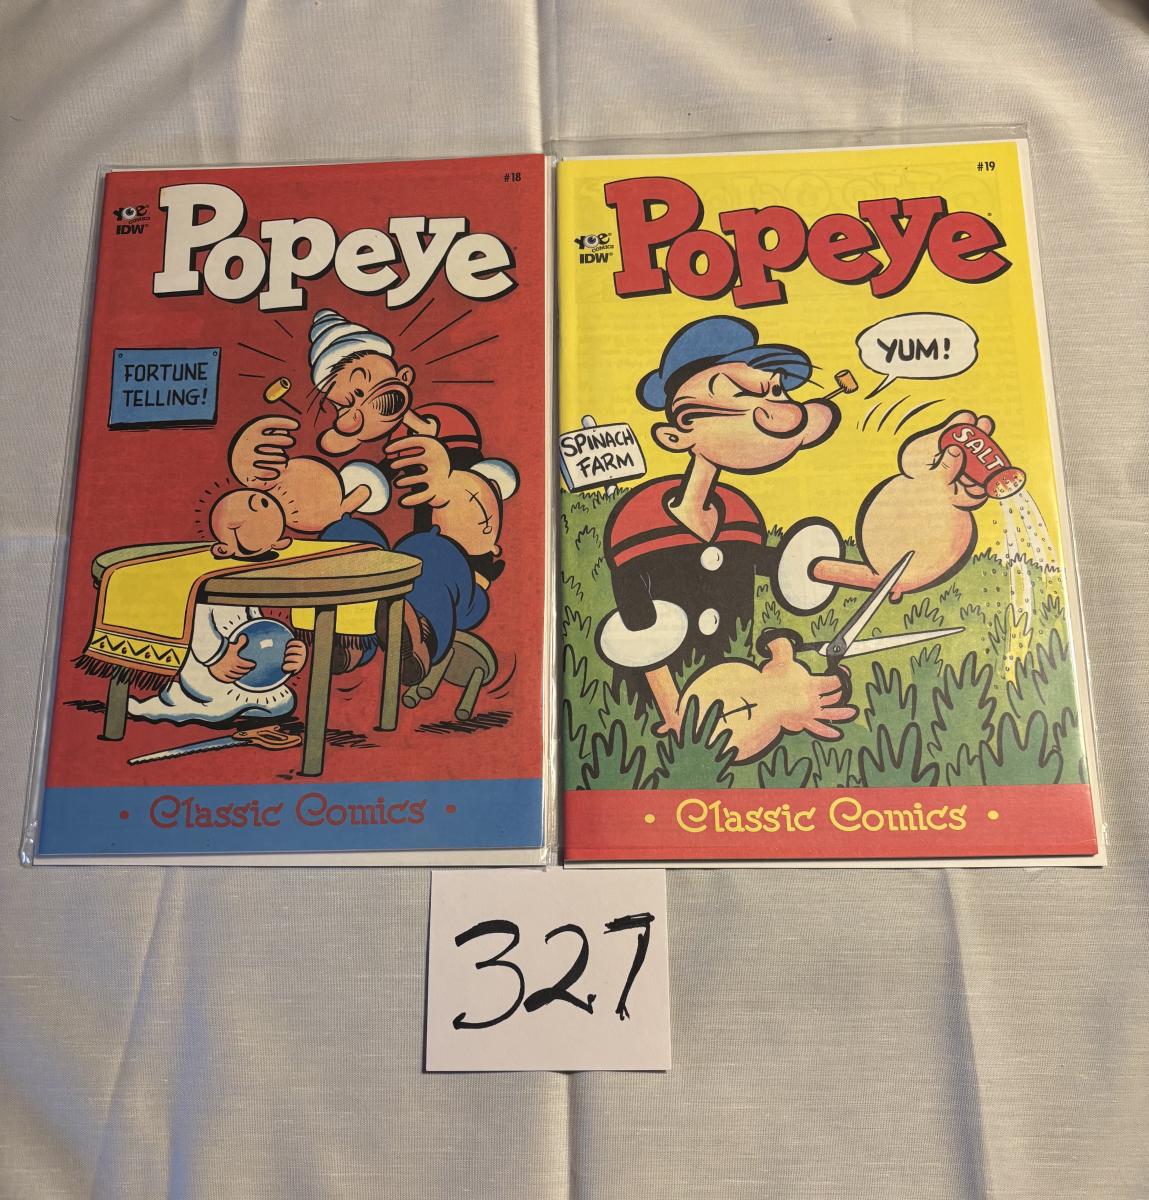 #18
YOE
COMICS
IDW
Popeye
FORTUNE
TELLING!
• Classic Comics •
#19
YOE
COMICS
IDW
Popeye
YUM!
SPINACH
FARM
SALT
• Classic Comics •
327